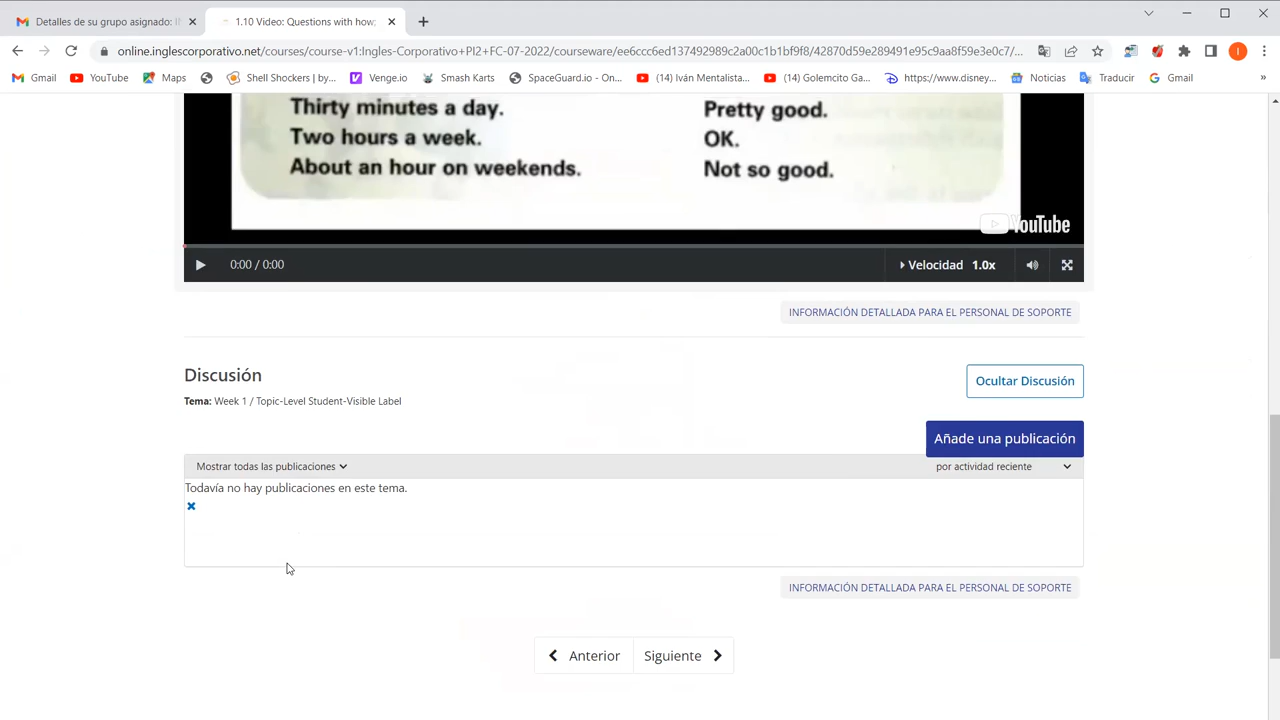 Detalles de su grupo asignado: I
1.10 Video: Questions with how;
online.inglescorporativo.net/courses/course-v1:Ingles-Corporativo+PI2+FC-07-2022/courseware/ee6ccc6ed137492989c2a00c1b1bf9f8/42870d59e289491e95c9aa8f59e3e0c7/...
Gmail YouTube Maps Shell Shockers | by... Venge.io Smash Karts SpaceGuard.io - On... (14) Iván Mercadista... (14) GolemcitoGa... https://www.disney... Noticias Traducir Gmail »
Thirty minutes a day. Pretty good.
Two hours a week. OK.
About an hour on weekends. Not so good.
YouTube
0:00 / 0:00 Velocidad 1.0x
INFORMACIÓN DETALLADA PARA EL PERSONAL DE SOPORTE
Discusión Ocultar Discusión
Tema: Week 1 / Topic-Level Student-Visible Label
Añade una publicación
Mostrar todas las publicaciones por actividad reciente
Todavía no hay publicaciones en este tema.
INFORMACIÓN DETALLADA PARA EL PERSONAL DE SOPORTE
Anterior Siguiente